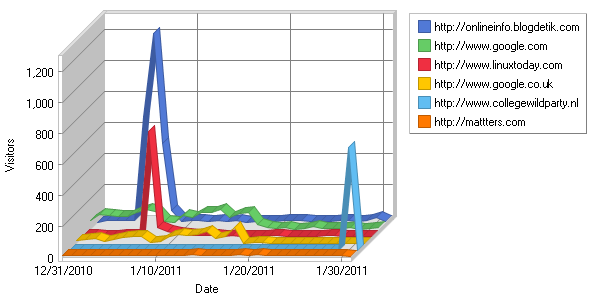 1,200
1,000
800
600
400
200
0
Visitors
12/31/2010 1/10/2011 1/20/2011 1/30/2011
Date
http://onlineinfo.blogdetik.com
http://www.google.com
http://www.linuxtoday.com
http://www.google.co.uk
http://www.collegewildparty.nl
http://mattters.com